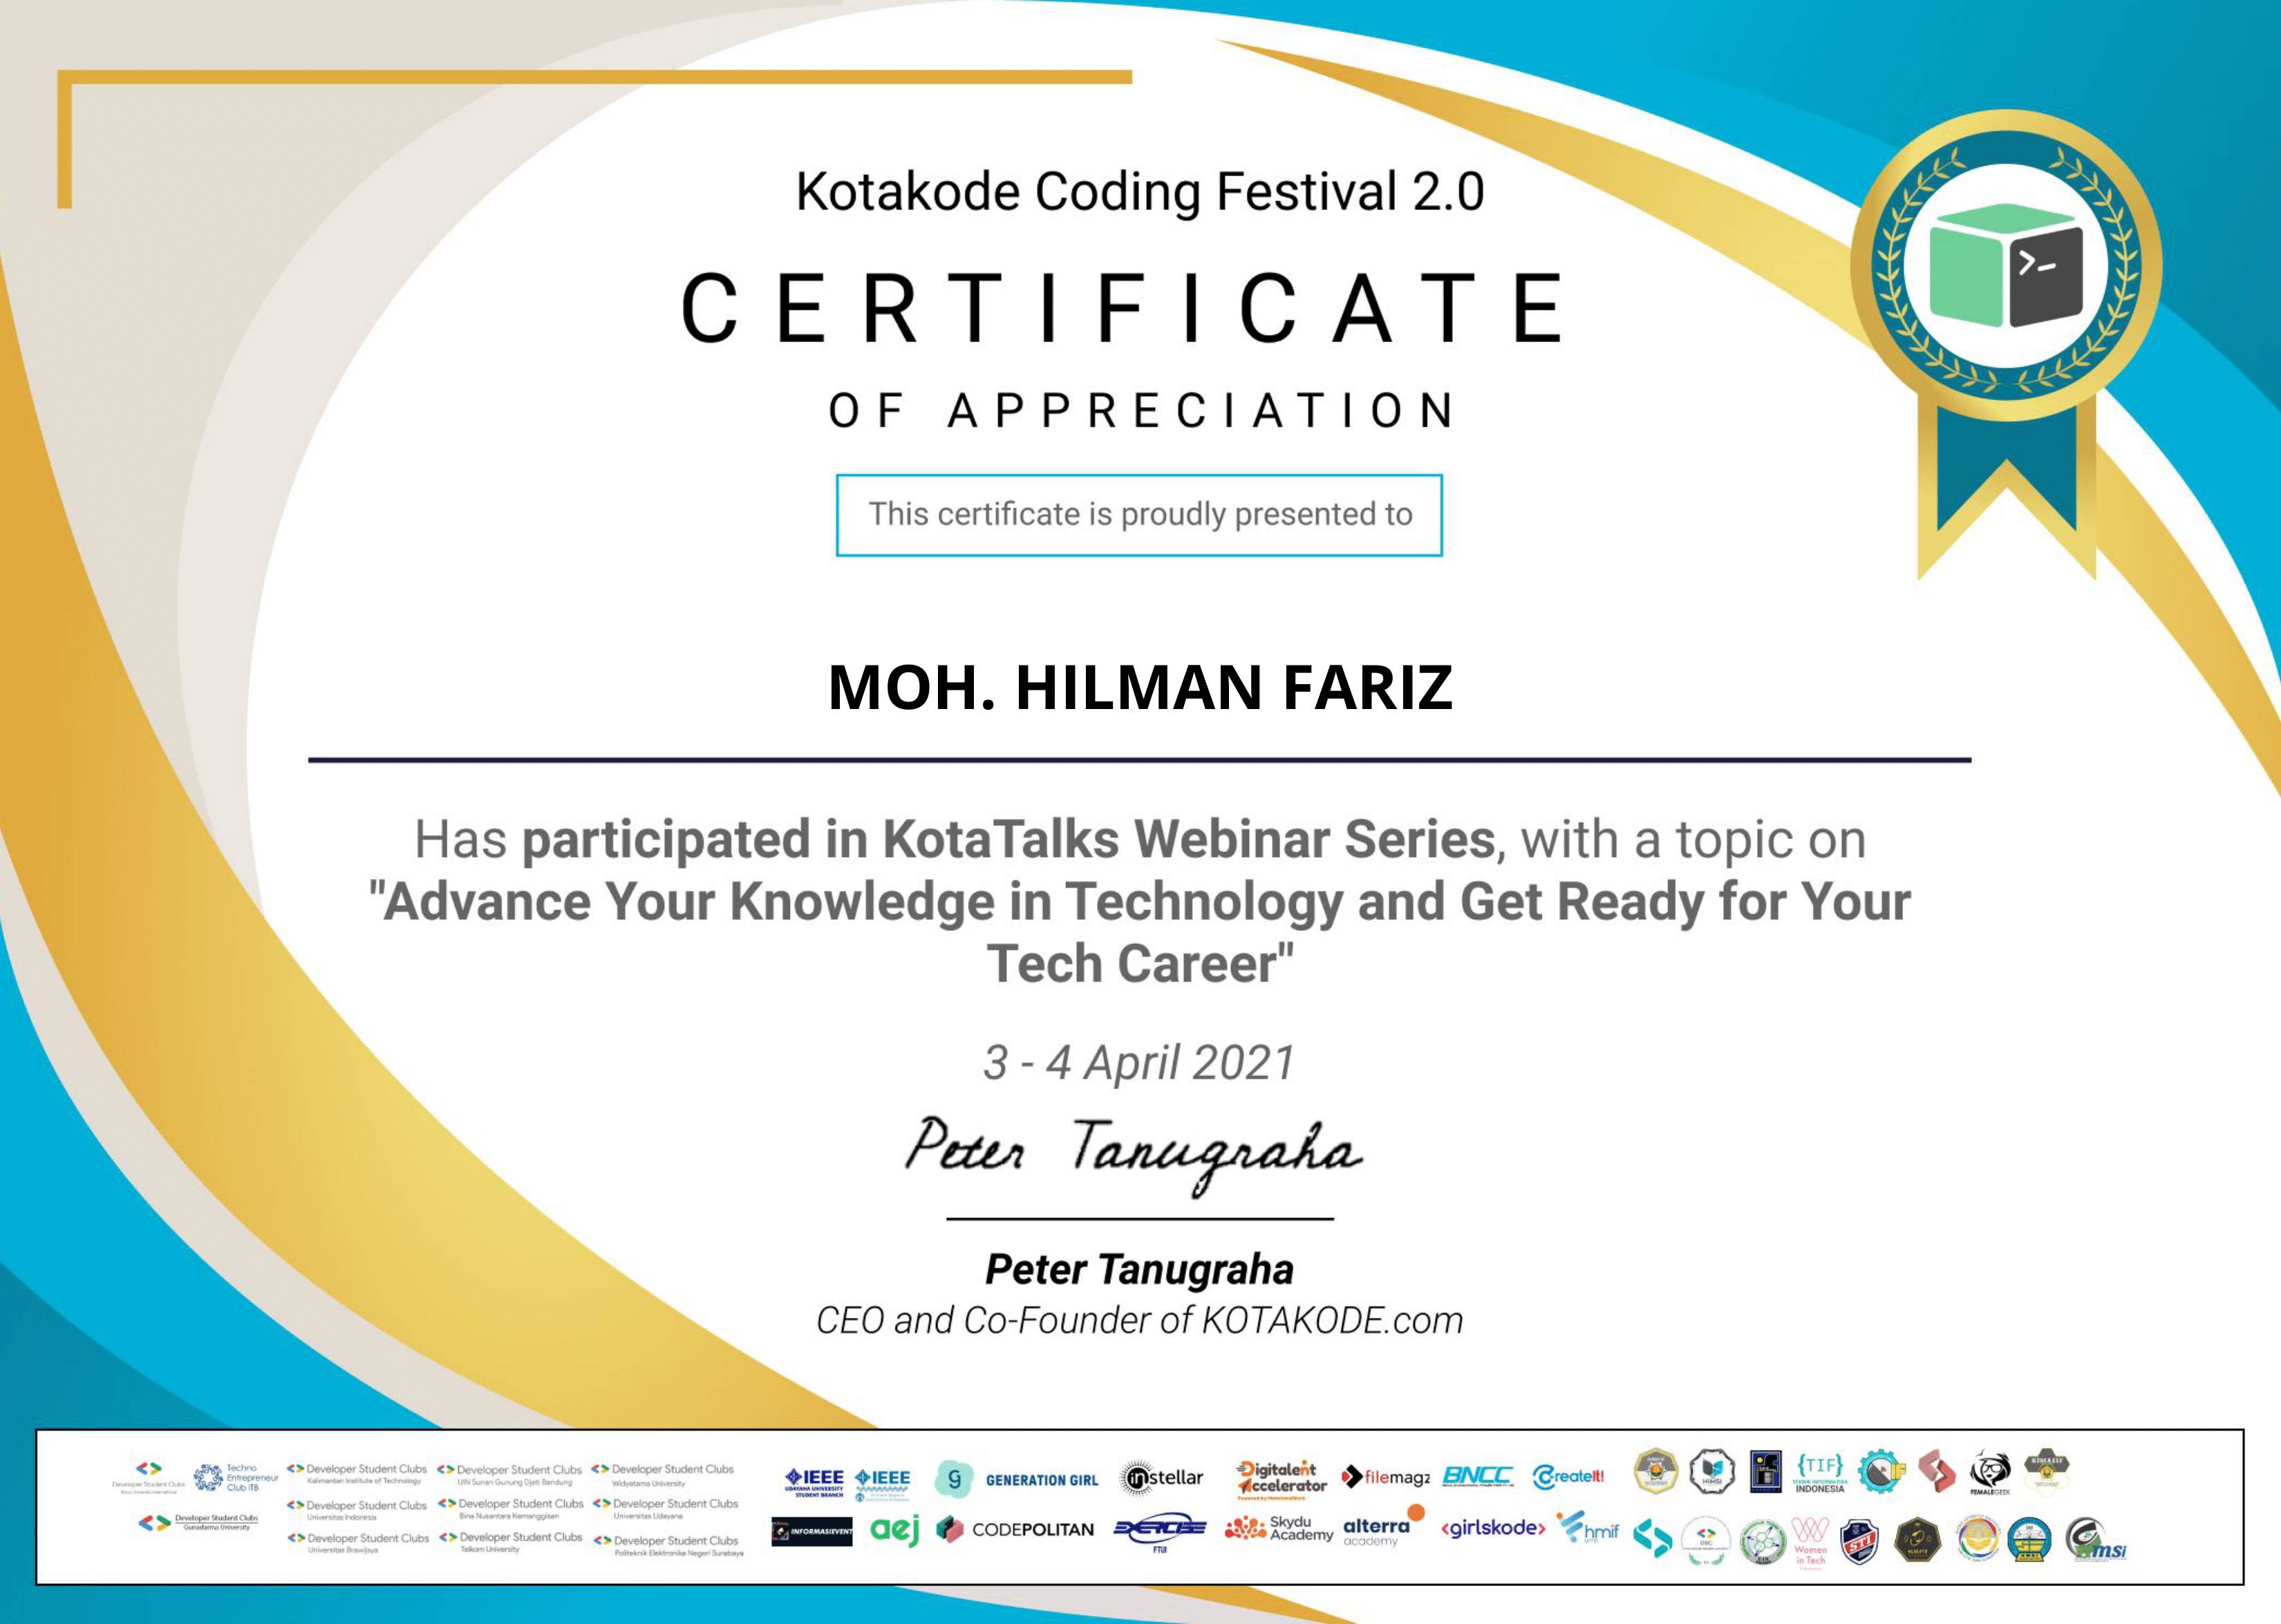 Kotakode Coding Festival 2.0
CERTIFICATE
OF APPRECIATION
This certificate is proudly presented to
MOH. HILMAN FARIZ
Has participated in KotaTalks Webinar Series, with a topic on
"Advance Your Knowledge in Technology and Get Ready for Your
Tech Career"
3 - 4 April 2021
Peter Tanugraha
Peter Tanugraha
CEO and Co-Founder of KOTAKODE.com
Developer Student Clubs
Techno
Entrepreneur
Club ITB
Developer Student Clubs
Kalimantan Institute of Technology
Developer Student Clubs
UIN Sunan Gunung Djati Bandung
Developer Student Clubs
Widyatama University
Developer Student Clubs
Gunadarma University
Developer Student Clubs
Universitas Indonesia
Developer Student Clubs
Bina Nusantara Kemanggisan
Developer Student Clubs
Universitas Udayana
Developer Student Clubs
Universitas Brawijaya
Developer Student Clubs
Telkom University
Developer Student Clubs
Politeknik Elektronika Negeri Surabaya
IEEE
UDAYANA UNIVERSITY
STUDENT BRANCH
IEEE
g GENERATION GIRL
instellar
Digitalent
Accelerator
filemagz
BNCC
CreateIt!
HIMSI
{TIF}
TEKNIK INFORMATIKA
INDONESIA
FEMALEGEEK
HIMASIF
INFORMASIEVENT
aej
CODEPOLITAN
EXERCISE
FTUI
Skydu
Academy
alterra
academy
<girlskode>
hmif
DSC
Women
in Tech
STI
msi